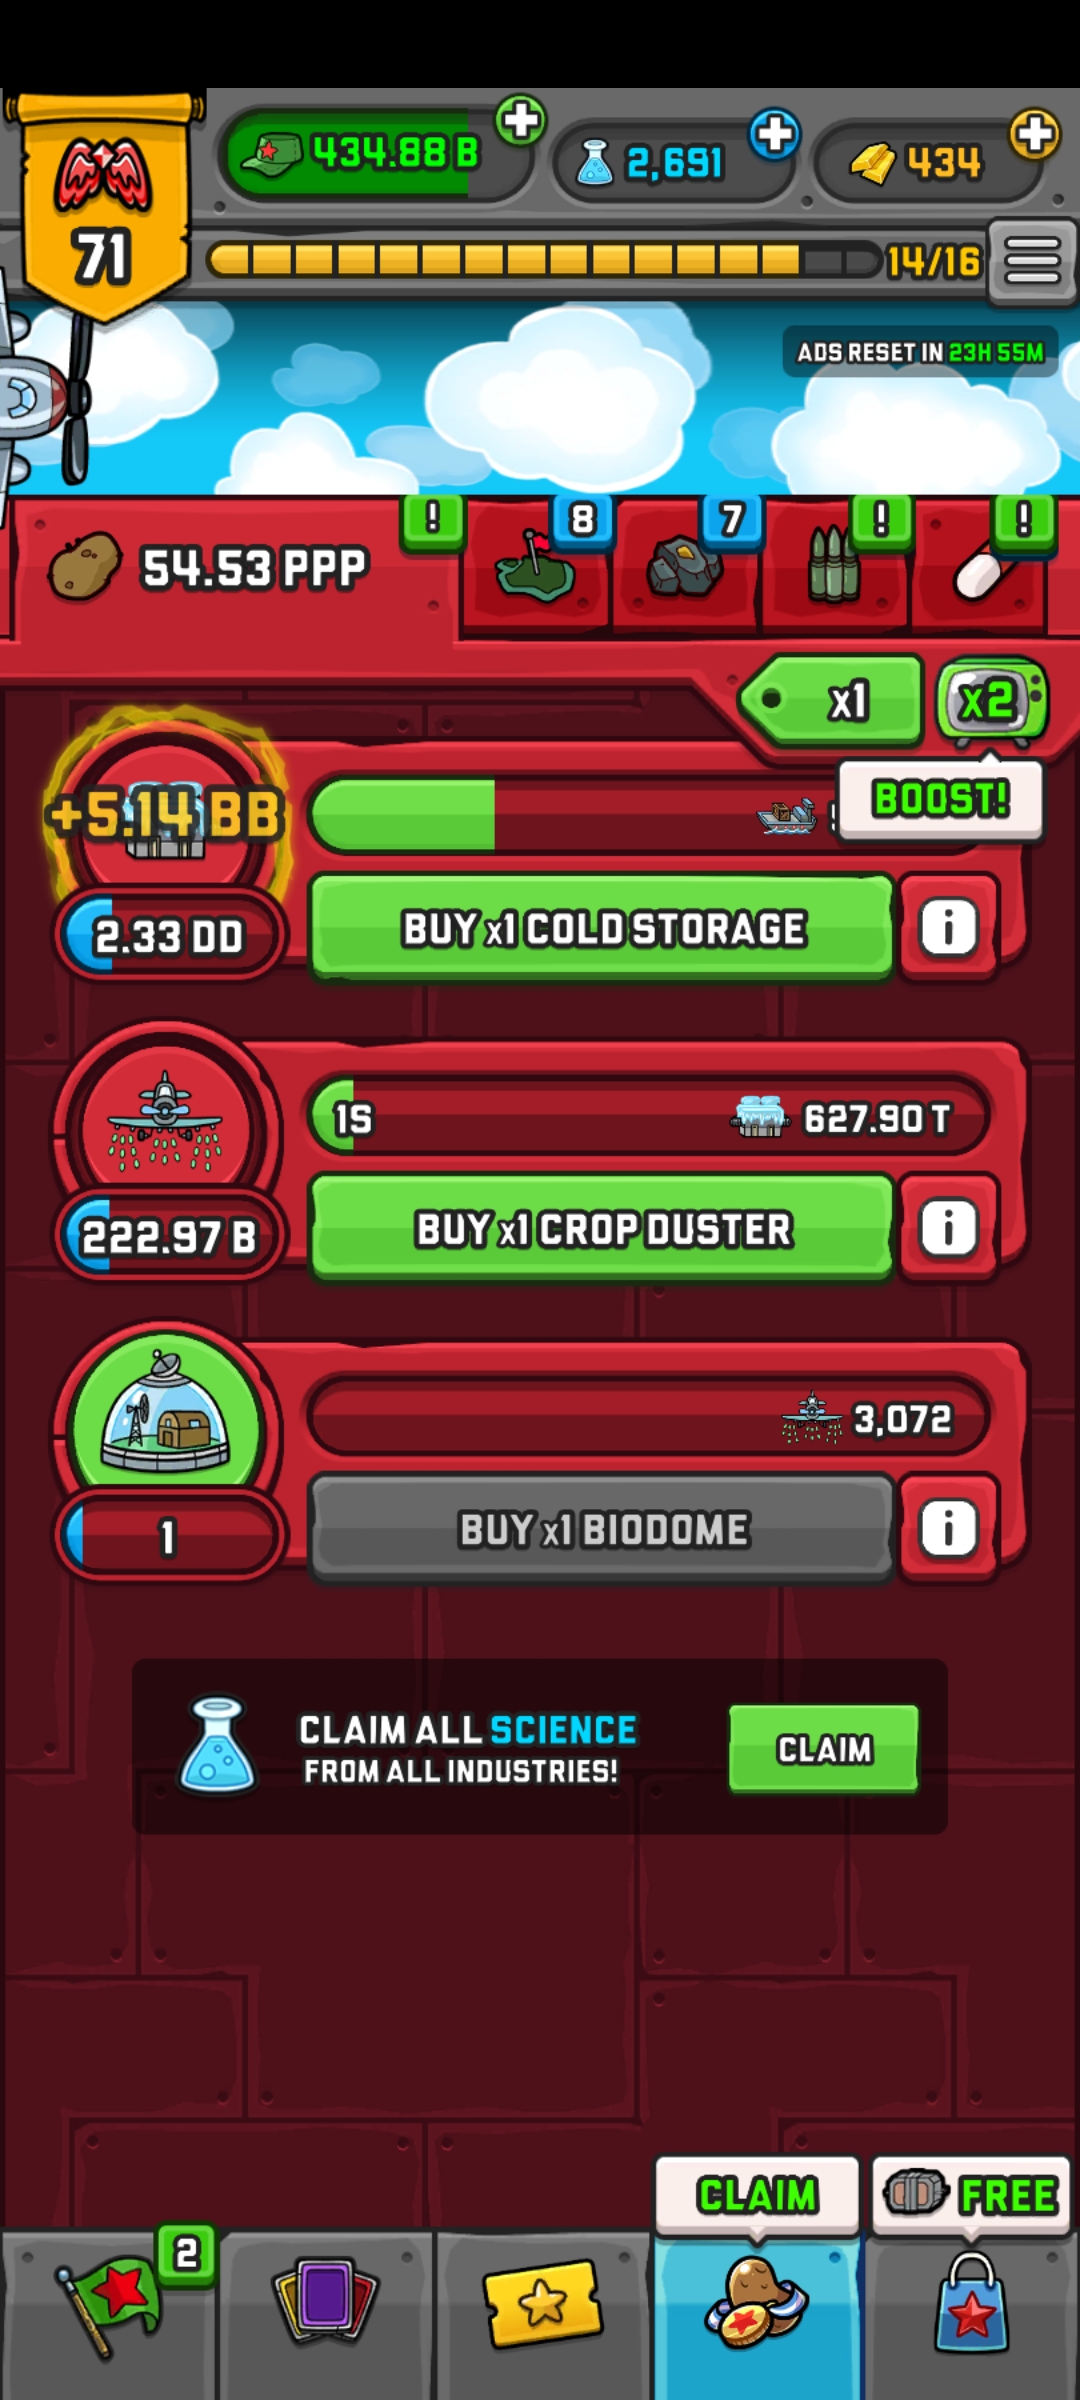 434.88 B
2,691
434
71
14/16
ADS RESET IN 23H 55M
!
8
7
!
!
54.53 PPP
x1
x2
BOOST!
+5.14 BB
2.33 DD
BUY x1 COLD STORAGE
i
1S
627.90 T
222.97 B
BUY x1 CROP DUSTER
i
3,072
1
BUY x1 BIODOME
i
CLAIM ALL SCIENCE
FROM ALL INDUSTRIES!
CLAIM
CLAIM
FREE
2